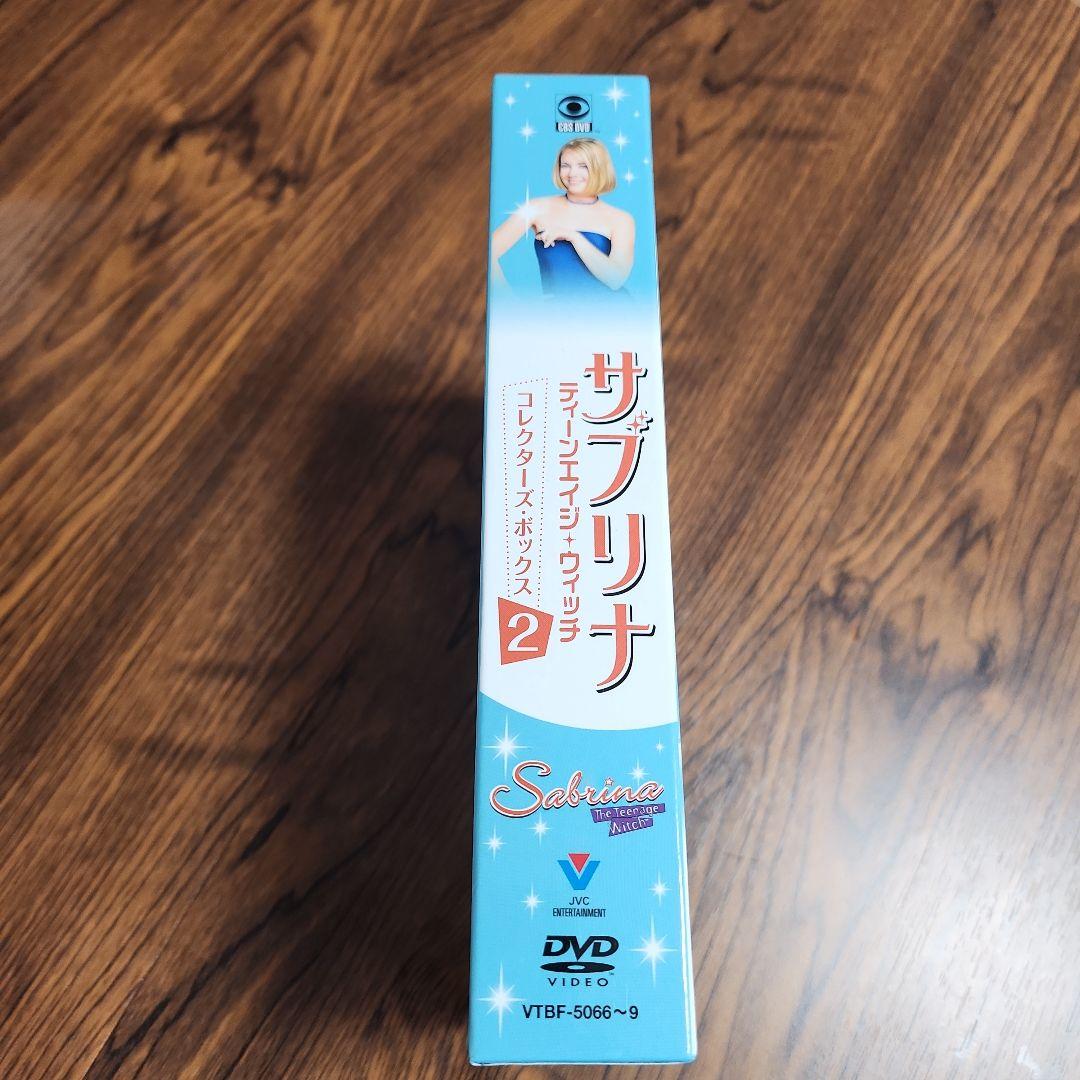 CBS DVD
サブリナ
ティーンエイジ・ウィッチ
コレクターズ・ボックス
2
Sabrina
The Teenage
Witch
JVC
ENTERTAINMENT
DVD
VIDEO
VTBF-5066～9